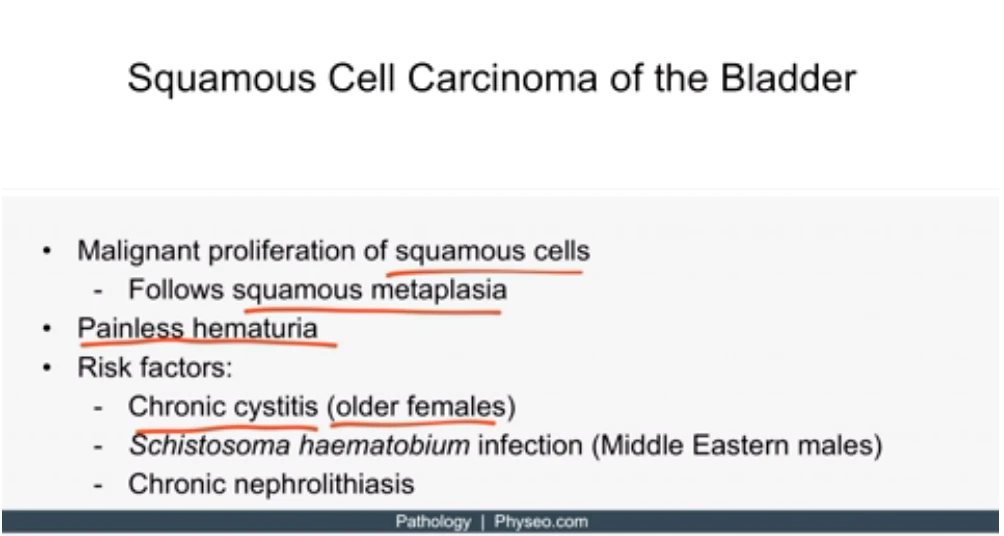 Squamous Cell Carcinoma of the Bladder
• Malignant proliferation of squamous cells
- Follows squamous metaplasia
• Painless hematuria
• Risk factors:
- Chronic cystitis (older females)
- Schistosoma haematobium infection (Middle Eastern males)
- Chronic nephrolithiasis
Pathology | Physeo.com